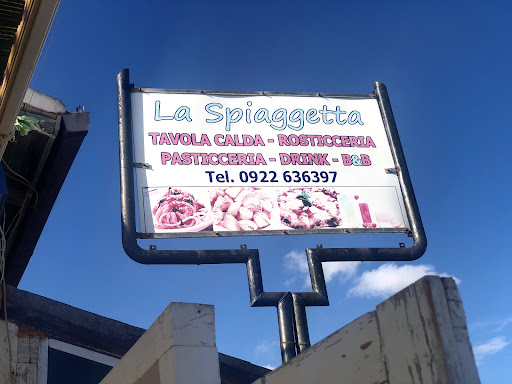 La Spiaggetta
TAVOLA CALDA - ROSTICCERIA
PASTICCERIA - DRINK - B&B
Tel. 0922 636397